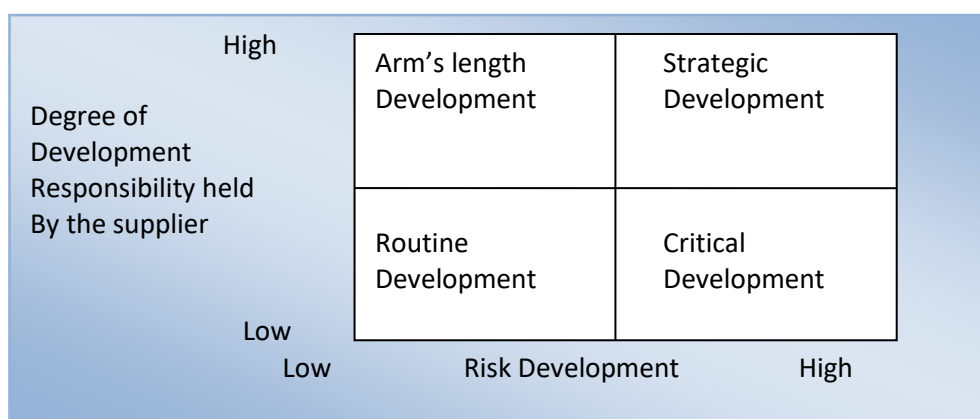 High
Arm's length
Development
Strategic
Development
Degree of
Development
Responsibility held
By the supplier
Routine
Development
Critical
Development
Low
Low
Risk Development
High